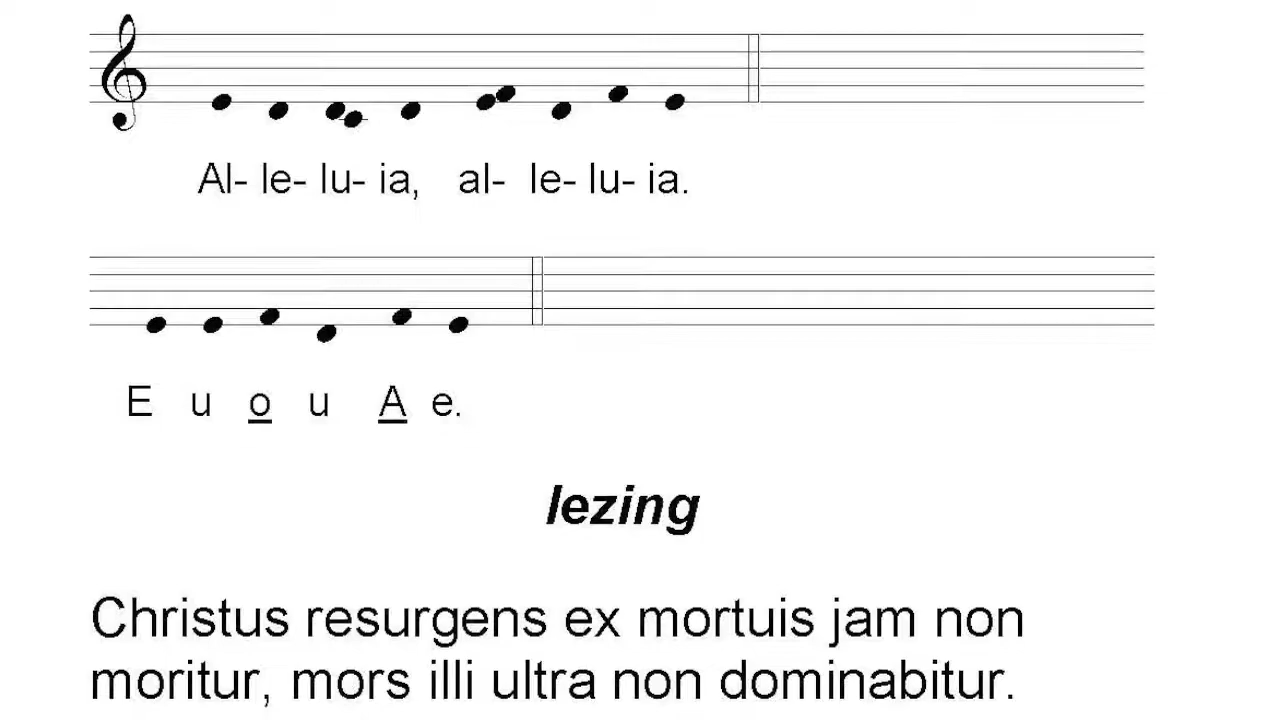 Al- le- lu- ia, al- le- lu- ia.
E u o u A e.
lezing
Christus resurgens ex mortuis jam non
moritur, mors illi ultra non dominabitur.